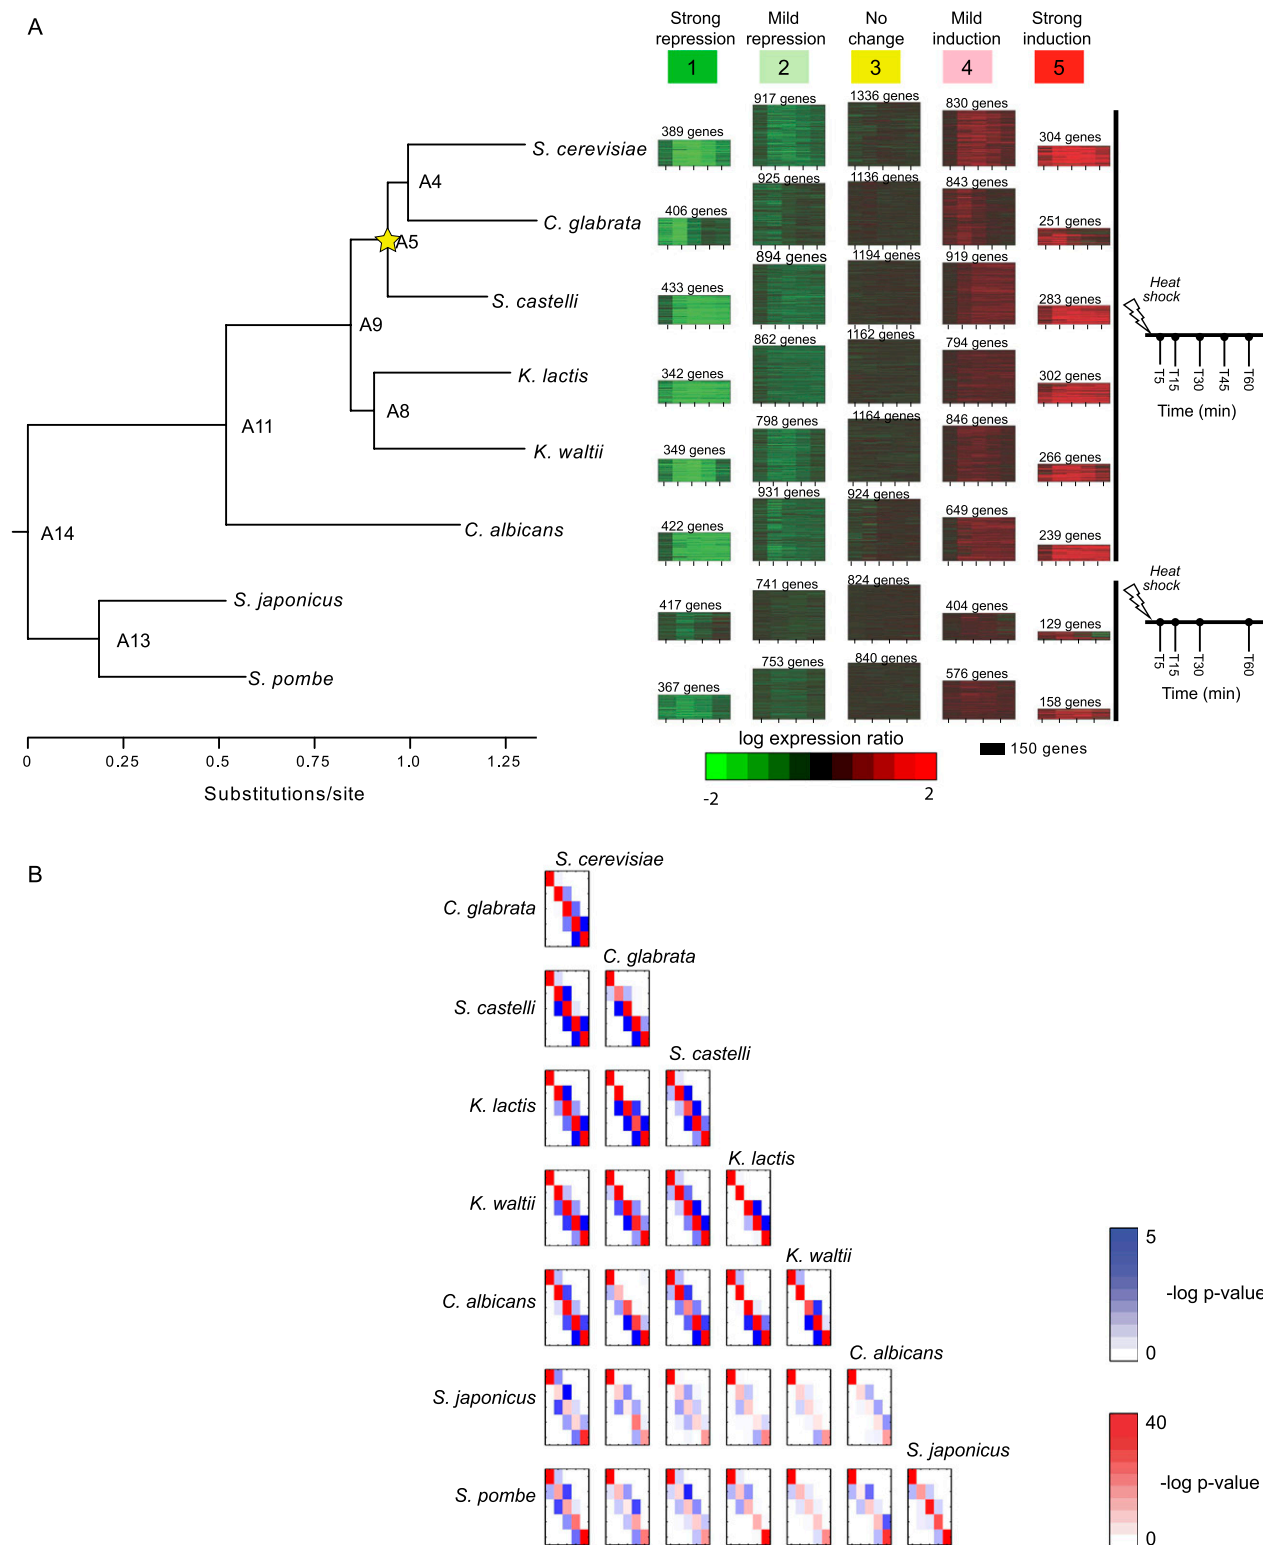 A
Strong repression
Mild repression
No change
Mild induction
Strong induction
1
2
3
4
5
389 genes
917 genes
1336 genes
830 genes
304 genes
406 genes
925 genes
1136 genes
843 genes
251 genes
433 genes
894 genes
1194 genes
919 genes
283 genes
342 genes
862 genes
1162 genes
794 genes
302 genes
349 genes
798 genes
1164 genes
846 genes
266 genes
422 genes
931 genes
924 genes
649 genes
239 genes
417 genes
741 genes
824 genes
404 genes
129 genes
367 genes
753 genes
840 genes
576 genes
158 genes
S. cerevisiae
A4
C. glabrata
A5
S. castelli
A9
K. lactis
A8
K. waltii
A11
C. albicans
A14
S. japonicus
A13
S. pombe
0
0.25
0.5
0.75
1.0
1.25
Substitutions/site
Heat shock
T5
T15
T30
T45
T60
Time (min)
Heat shock
T5
T15
T30
T60
Time (min)
log expression ratio
-2
2
150 genes
B
S. cerevisiae
C. glabrata
C. glabrata
S. castelli
S. castelli
K. lactis
K. lactis
K. waltii
K. waltii
C. albicans
C. albicans
S. japonicus
S. japonicus
S. pombe
5
-log p-value
0
40
-log p-value
0